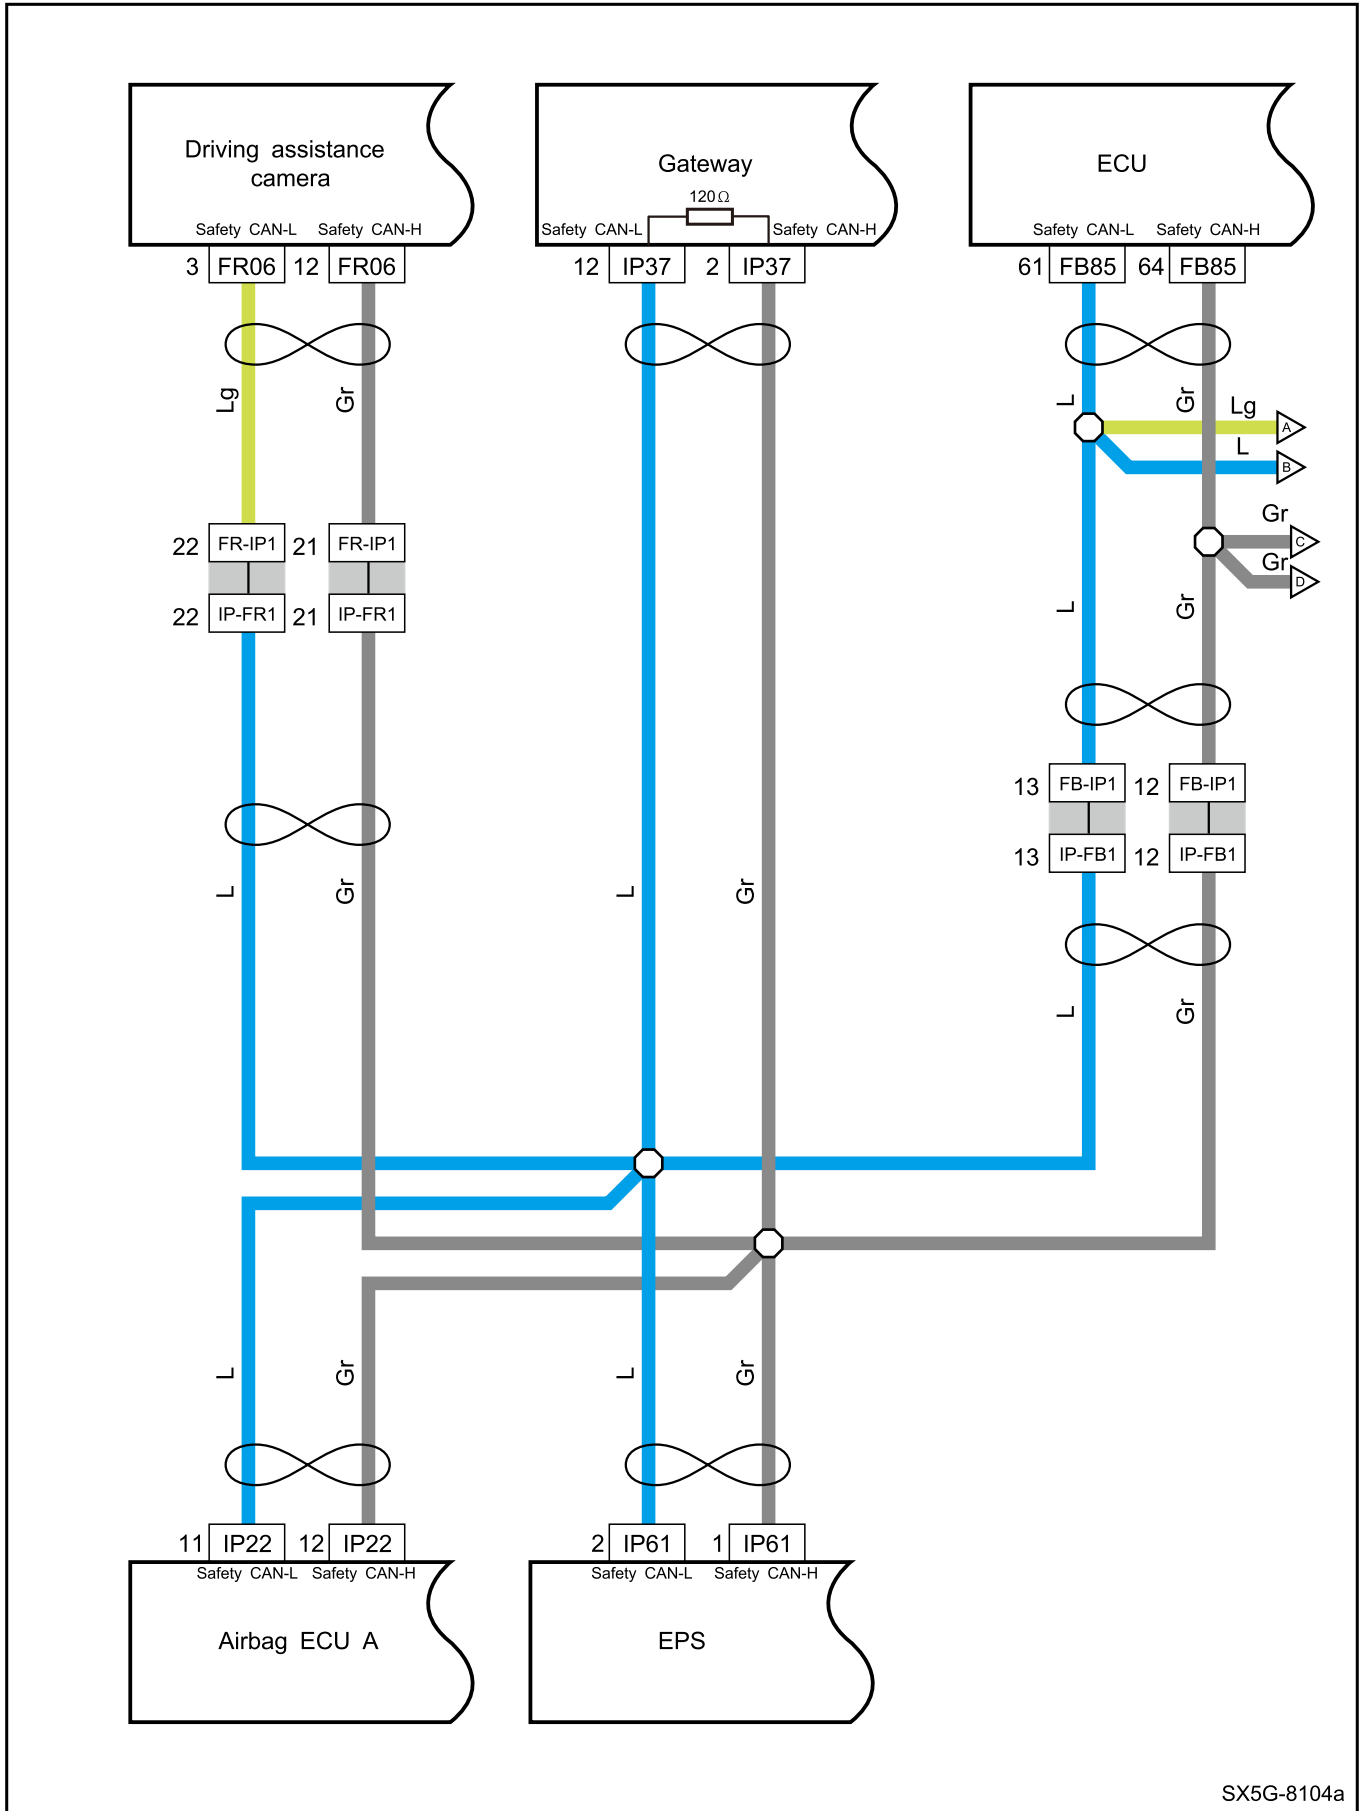 Driving assistance
camera
Safety CAN-L Safety CAN-H
3 FR06 12 FR06
Gateway
120Ω
Safety CAN-L Safety CAN-H
12 IP37 2 IP37
ECU
Safety CAN-L Safety CAN-H
61 FB85 64 FB85
Lg Gr
L Gr
Lg A
L B
Gr C
Gr D
22 FR-IP1 21 FR-IP1
22 IP-FR1 21 IP-FR1
L Gr
13 FB-IP1 12 FB-IP1
13 IP-FB1 12 IP-FB1
L Gr
L Gr
L Gr
L Gr
L Gr
11 IP22 12 IP22
Safety CAN-L Safety CAN-H
Airbag ECU A
2 IP61 1 IP61
Safety CAN-L Safety CAN-H
EPS
SX5G-8104a